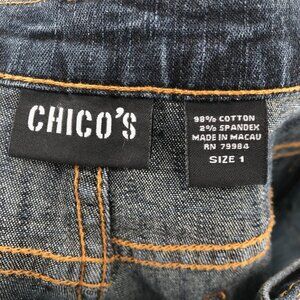 CHICO'S
98% COTTON
2% SPANDEX
MADE IN MACAU
RN 79984
SIZE 1